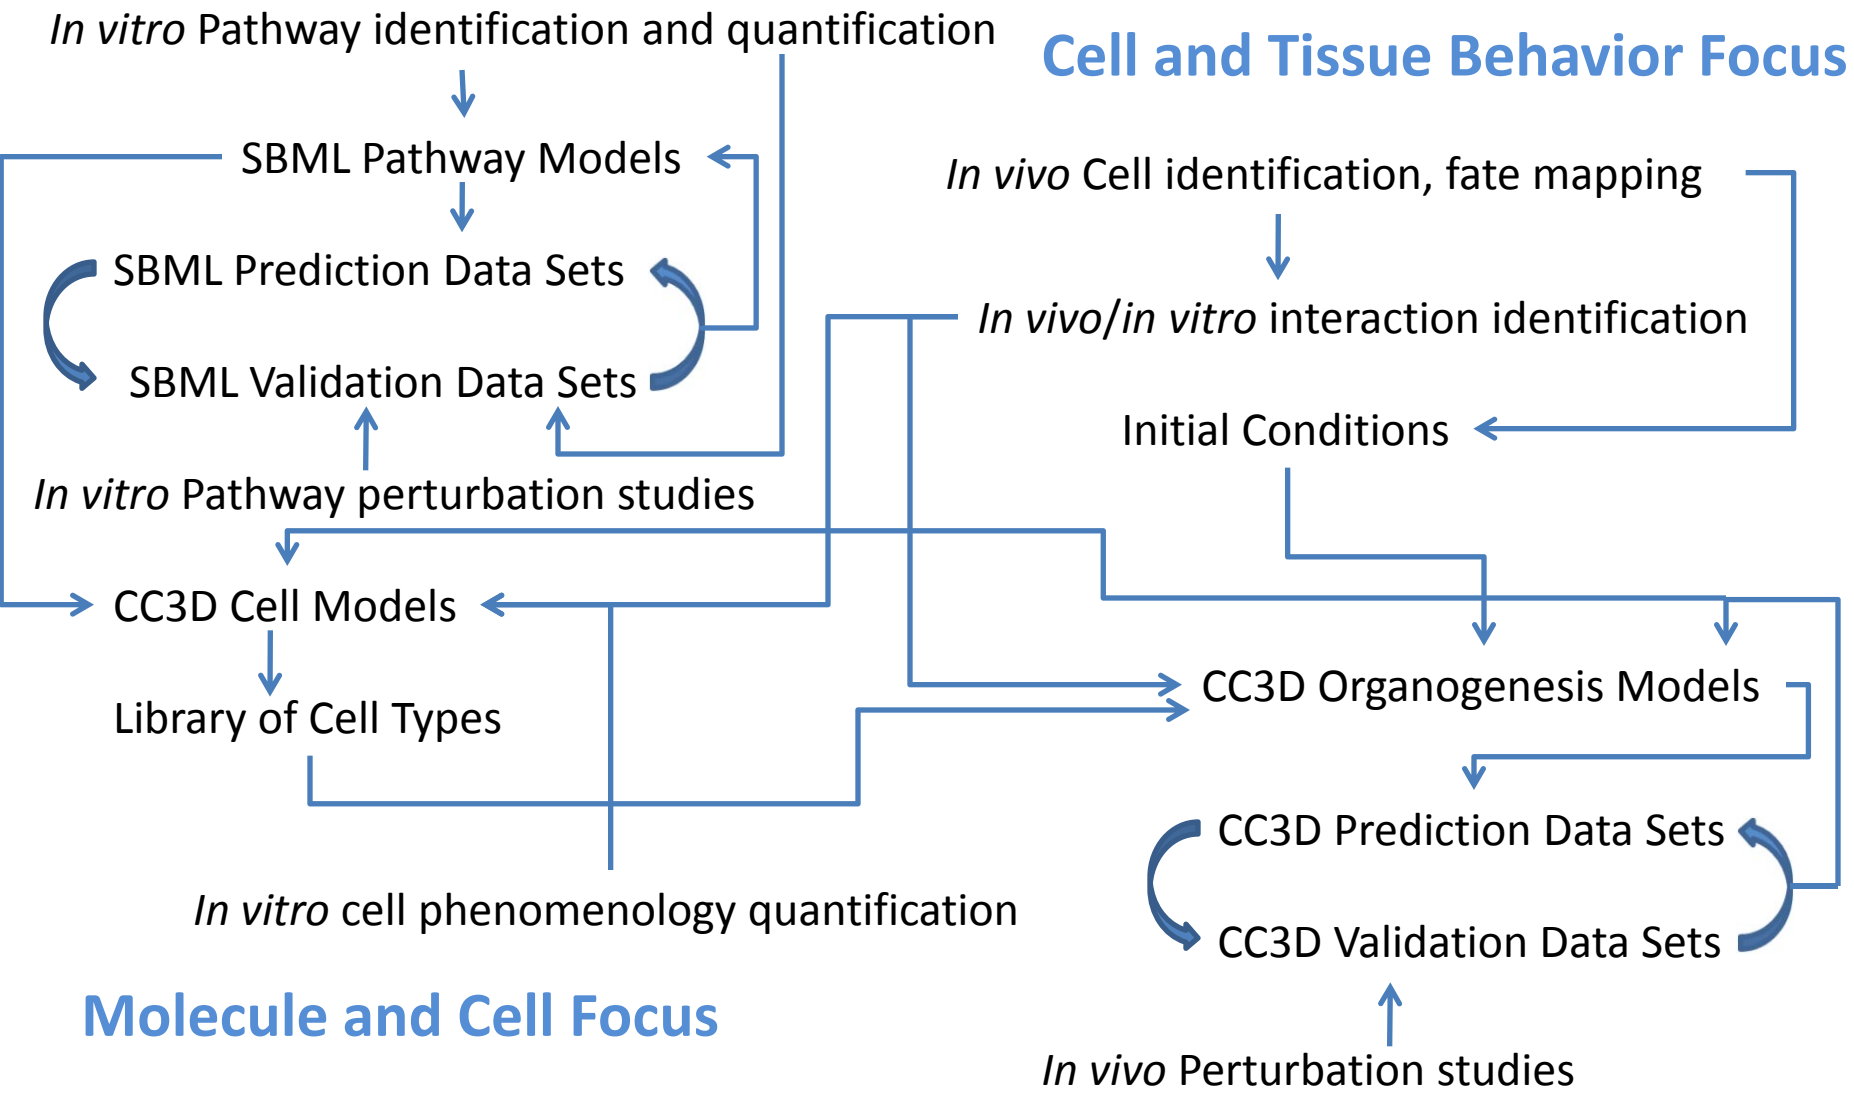 In vitro Pathway identification and quantification
Cell and Tissue Behavior Focus
SBML Pathway Models
In vivo Cell identification, fate mapping
SBML Prediction Data Sets
In vivo/in vitro interaction identification
SBML Validation Data Sets
Initial Conditions
In vitro Pathway perturbation studies
CC3D Cell Models
CC3D Organogenesis Models
Library of Cell Types
CC3D Prediction Data Sets
In vitro cell phenomenology quantification
CC3D Validation Data Sets
Molecule and Cell Focus
In vivo Perturbation studies